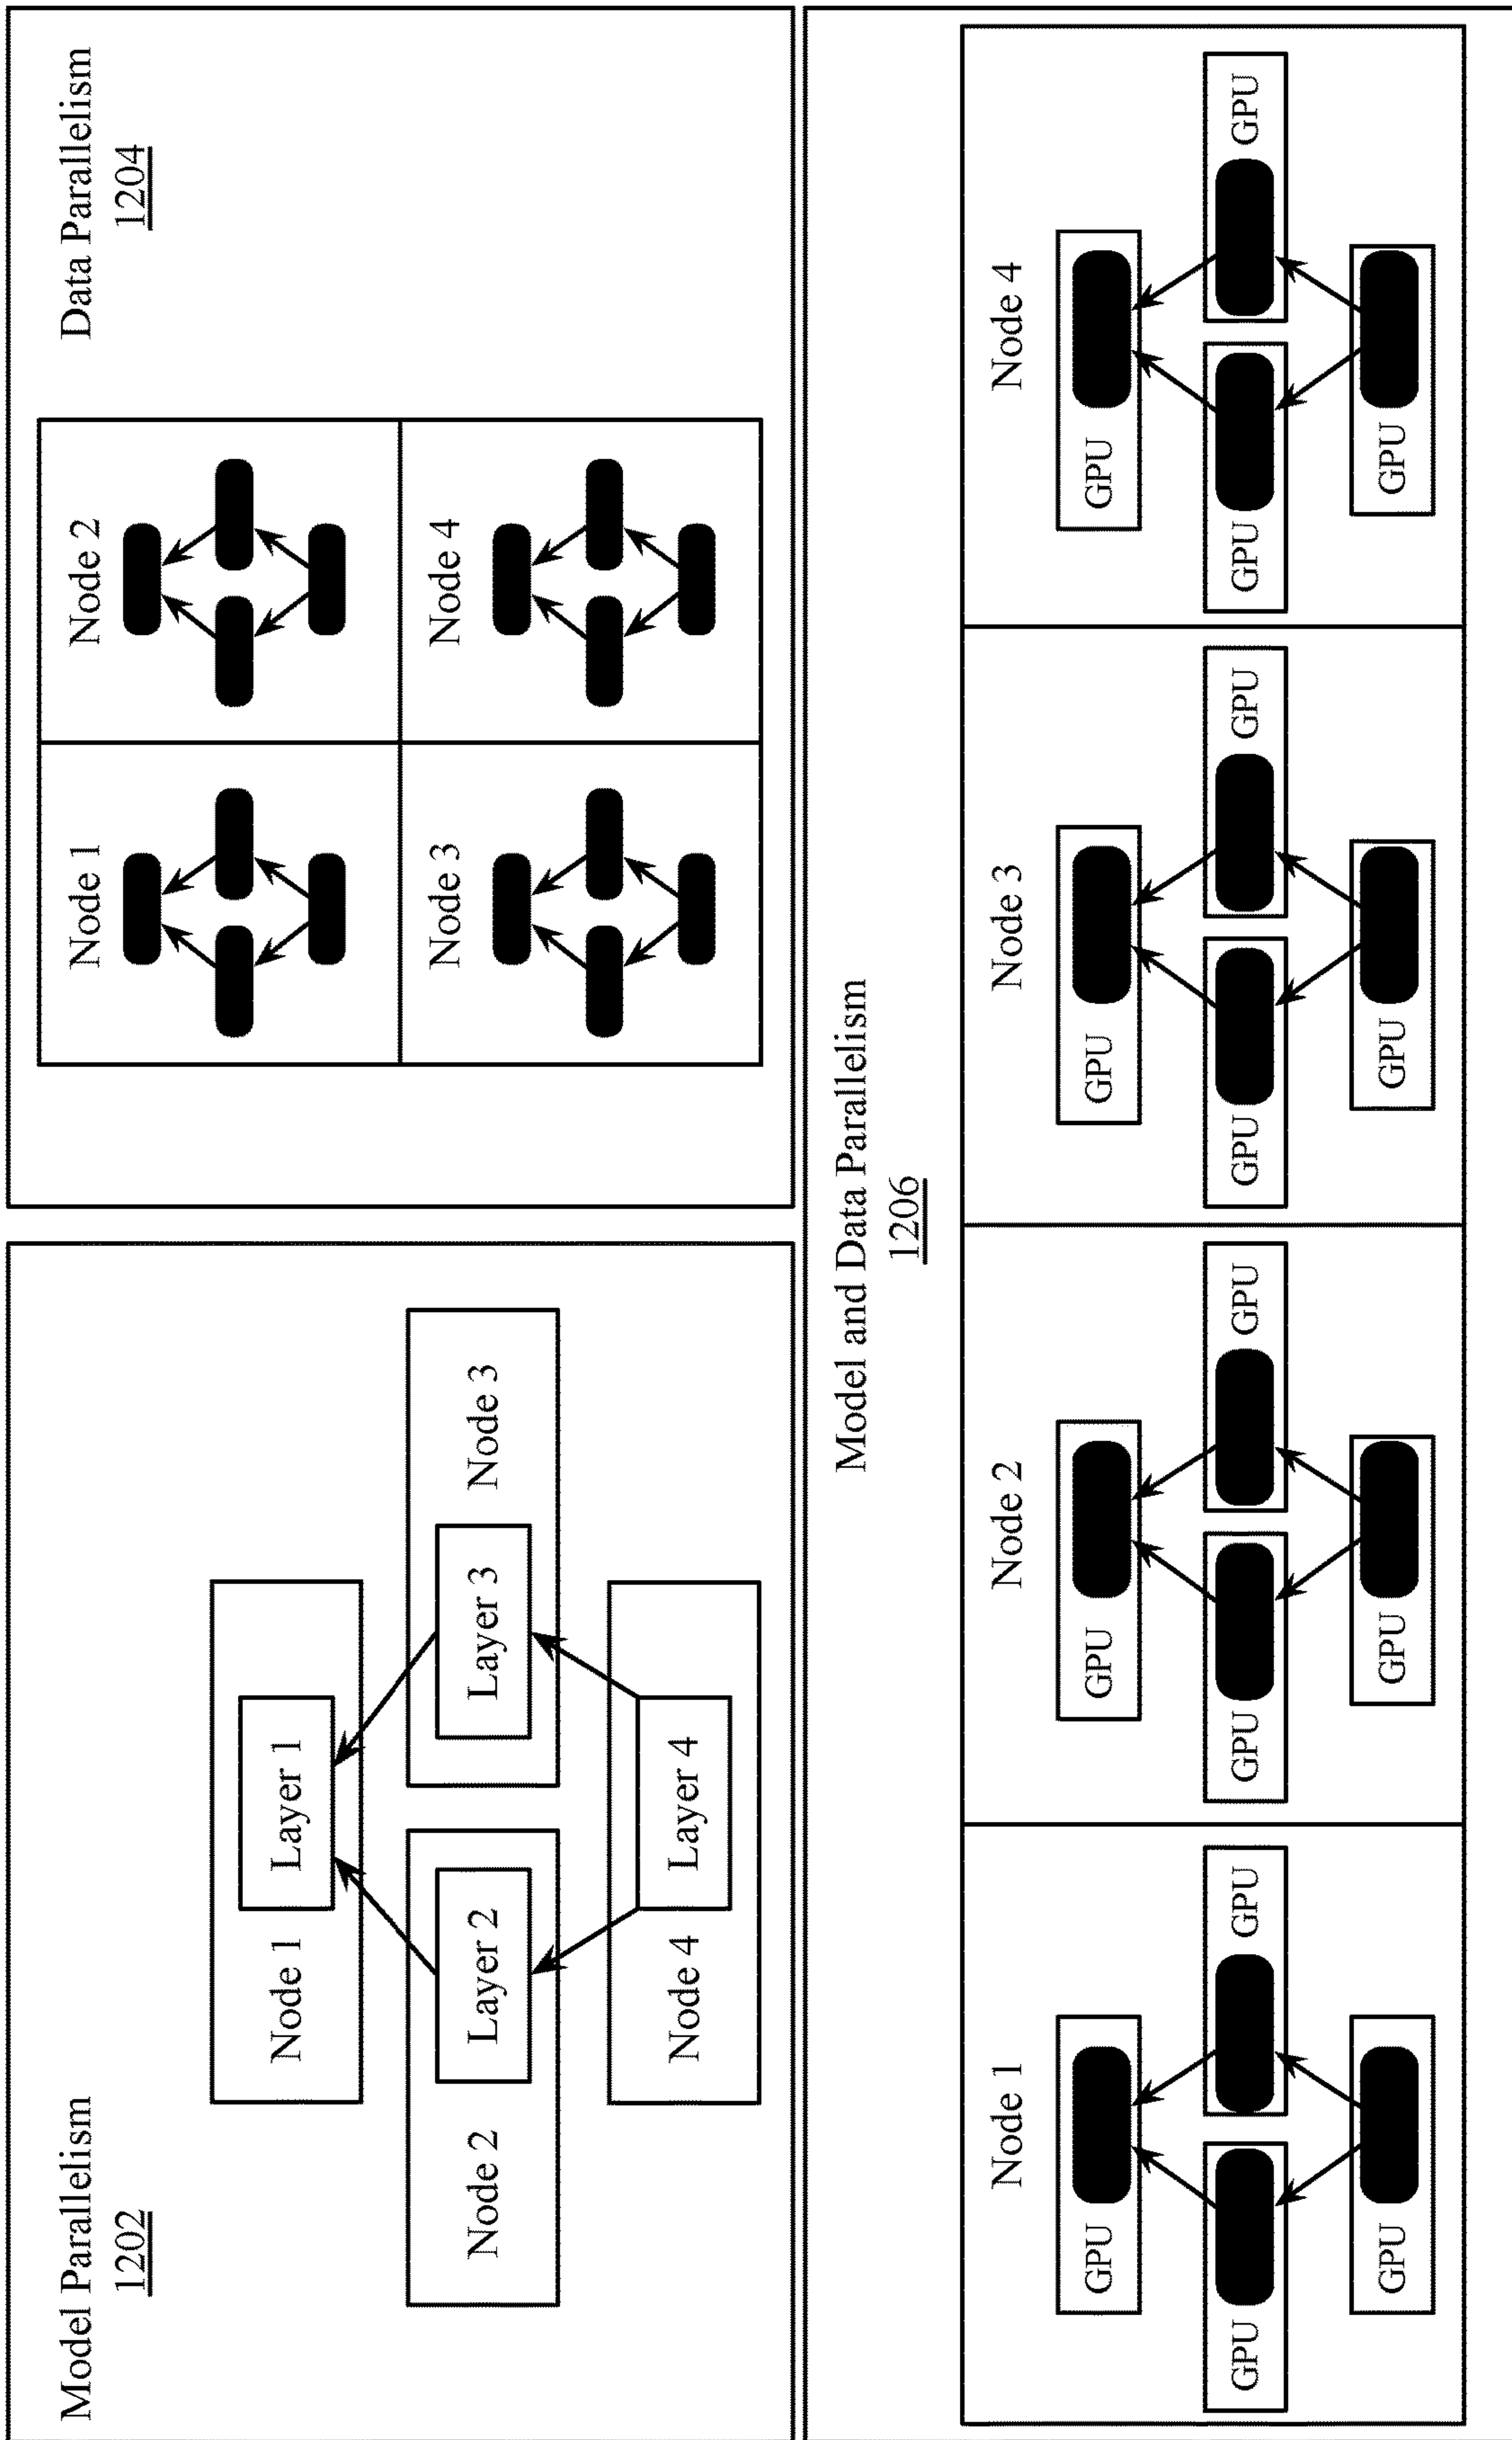 Model Parallelism
1202
Node 1
Layer 1
Node 2
Layer 2
Layer 3
Node 3
Node 4
Layer 4
Data Parallelism
1204
Node 1
Node 2
Node 3
Node 4
Model and Data Parallelism
1206
Node 1
GPU
GPU
GPU
GPU
Node 2
GPU
GPU
GPU
GPU
Node 3
GPU
GPU
GPU
GPU
Node 4
GPU
GPU
GPU
GPU